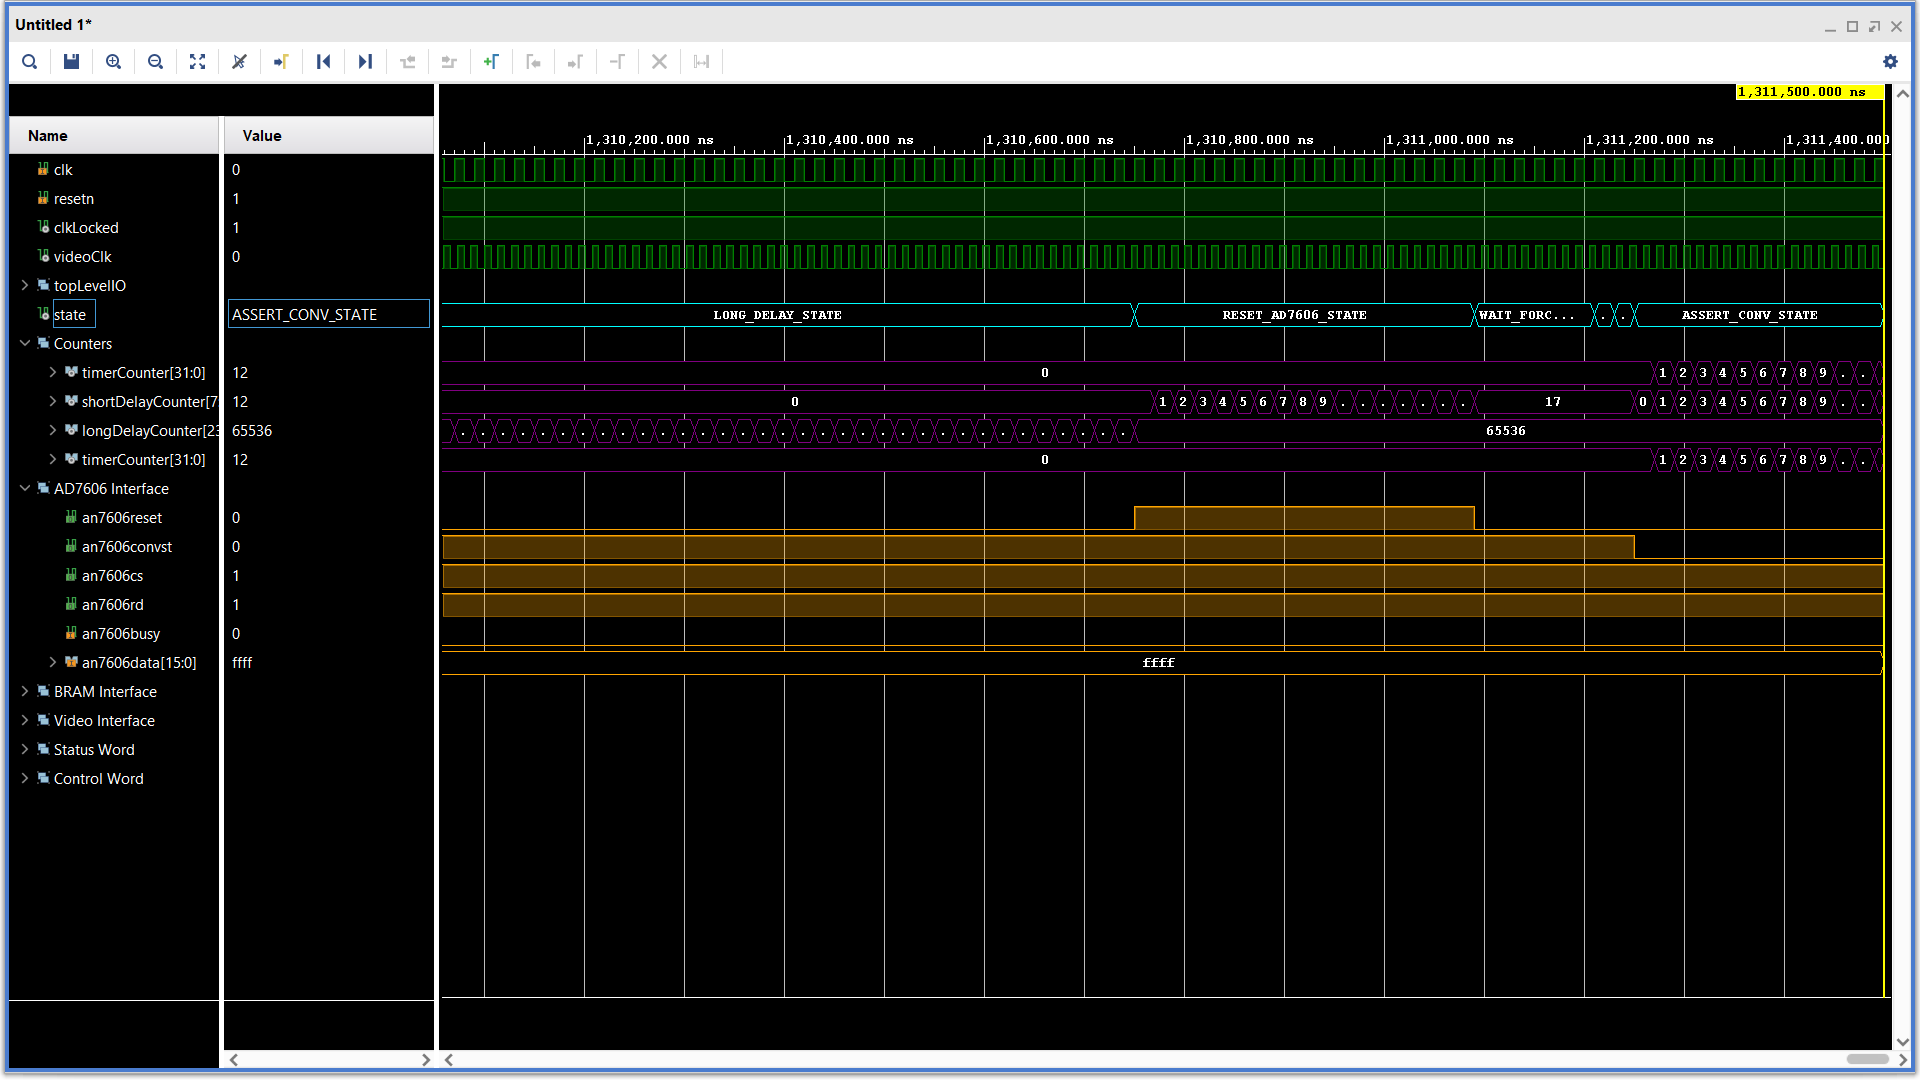 Untitled 1*
1,311,500.000 ns
Name Value
1,310,200.000 ns 1,310,400.000 ns 1,310,600.000 ns 1,310,800.000 ns 1,311,000.000 ns 1,311,200.000 ns 1,311,400.000
clk 0
resetn 1
clkLocked 1
videoClk 0
topLevelIO
state ASSERT_CONV_STATE LONG_DELAY_STATE RESET_AD7606_STATE WAIT_FORC... . . ASSERT_CONV_STATE
Counters
timerCounter[31:0] 12 0 1 2 3 4 5 6 7 8 9 . .
shortDelayCounter[7: 12 0 1 2 3 4 5 6 7 8 9 . . . . . . . 17 0 1 2 3 4 5 6 7 8 9 . .
longDelayCounter[23 65536 . . . . . . . . . . . . . . . . . . . . . . . . . . . . . . . . . . 65536
timerCounter[31:0] 12 0 1 2 3 4 5 6 7 8 9 . .
AD7606 Interface
an7606reset 0
an7606convst 0
an7606cs 1
an7606rd 1
an7606busy 0
an7606data[15:0] ffff ffff
BRAM Interface
Video Interface
Status Word
Control Word